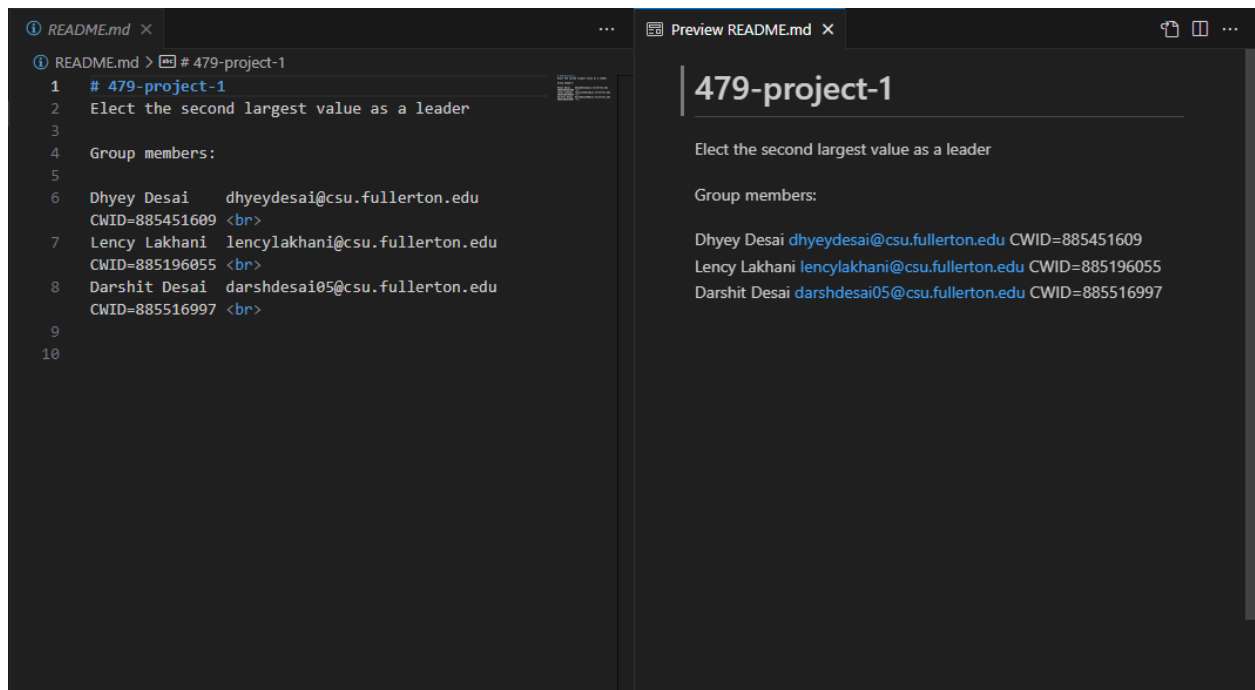 README.md
README.md > # 479-project-1
1 # 479-project-1
2 Elect the second largest value as a leader
3
4 Group members:
5
6 Dhyey Desai    dhyeydesai@csu.fullerton.edu
CWID=885451609 <br>
7 Lency Lakhani  lencylakhani@csu.fullerton.edu
CWID=885196055 <br>
8 Darshit Desai  darshdesai05@csu.fullerton.edu
CWID=885516997 <br>
9
10
Preview README.md
479-project-1
Elect the second largest value as a leader
Group members:
Dhyey Desai dhyeydesai@csu.fullerton.edu CWID=885451609
Lency Lakhani lencylakhani@csu.fullerton.edu CWID=885196055
Darshit Desai darshdesai05@csu.fullerton.edu CWID=885516997